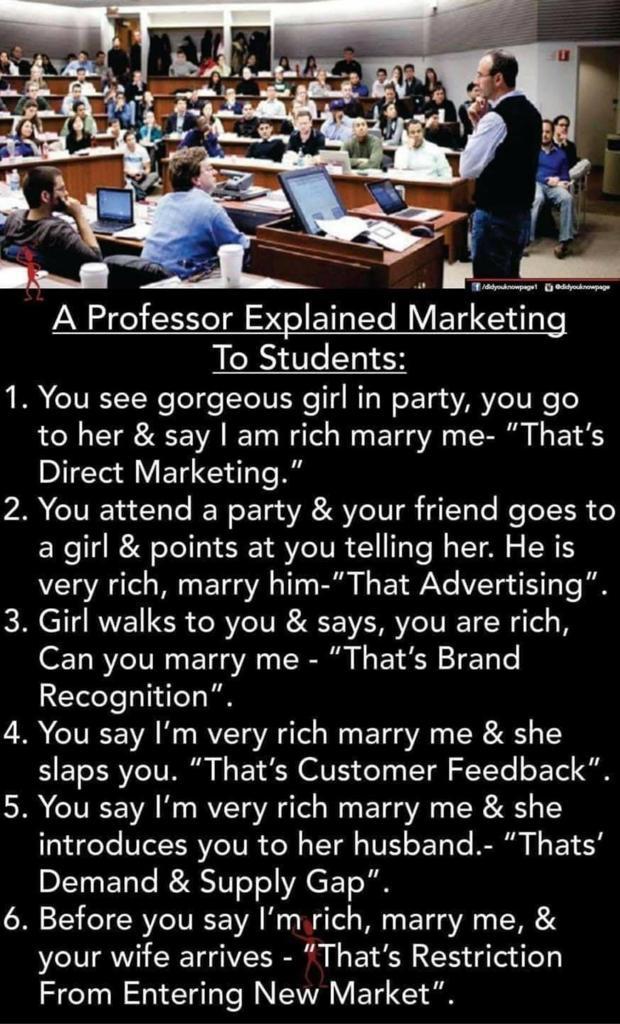 /didyouknowpage1 @didyouknowpage
A Professor Explained Marketing
To Students:
1. You see gorgeous girl in party, you go
to her & say I am rich marry me- "That's
Direct Marketing."
2. You attend a party & your friend goes to
a girl & points at you telling her. He is
very rich, marry him-"That Advertising".
3. Girl walks to you & says, you are rich,
Can you marry me - "That's Brand
Recognition".
4. You say I'm very rich marry me & she
slaps you. "That's Customer Feedback".
5. You say I'm very rich marry me & she
introduces you to her husband.- "Thats'
Demand & Supply Gap".
6. Before you say I'm rich, marry me, &
your wife arrives - "That's Restriction
From Entering New Market".